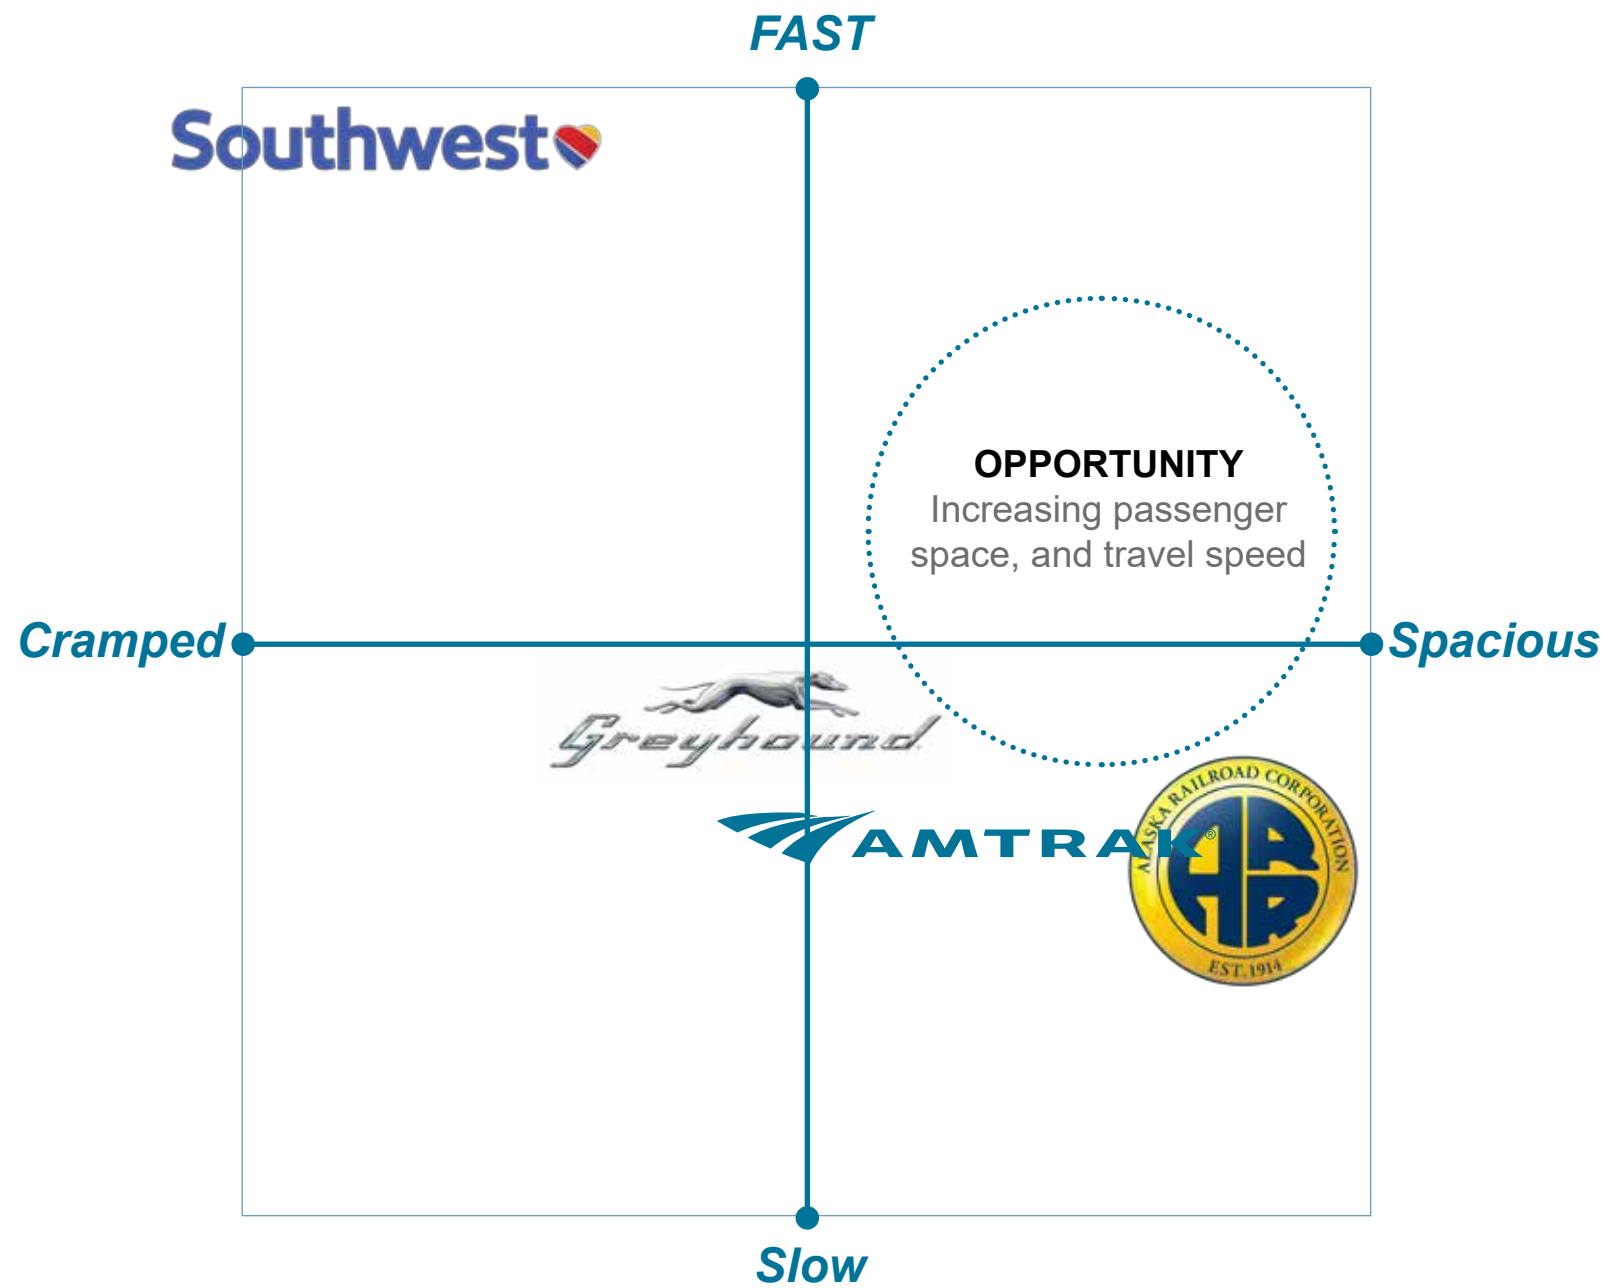 FAST
Southwest
OPPORTUNITY
Increasing passenger
space, and travel speed
Cramped
Spacious
Greyhound
AMTRAK®
ALASKA RAILROAD CORPORATION
ARR
EST. 1914
Slow